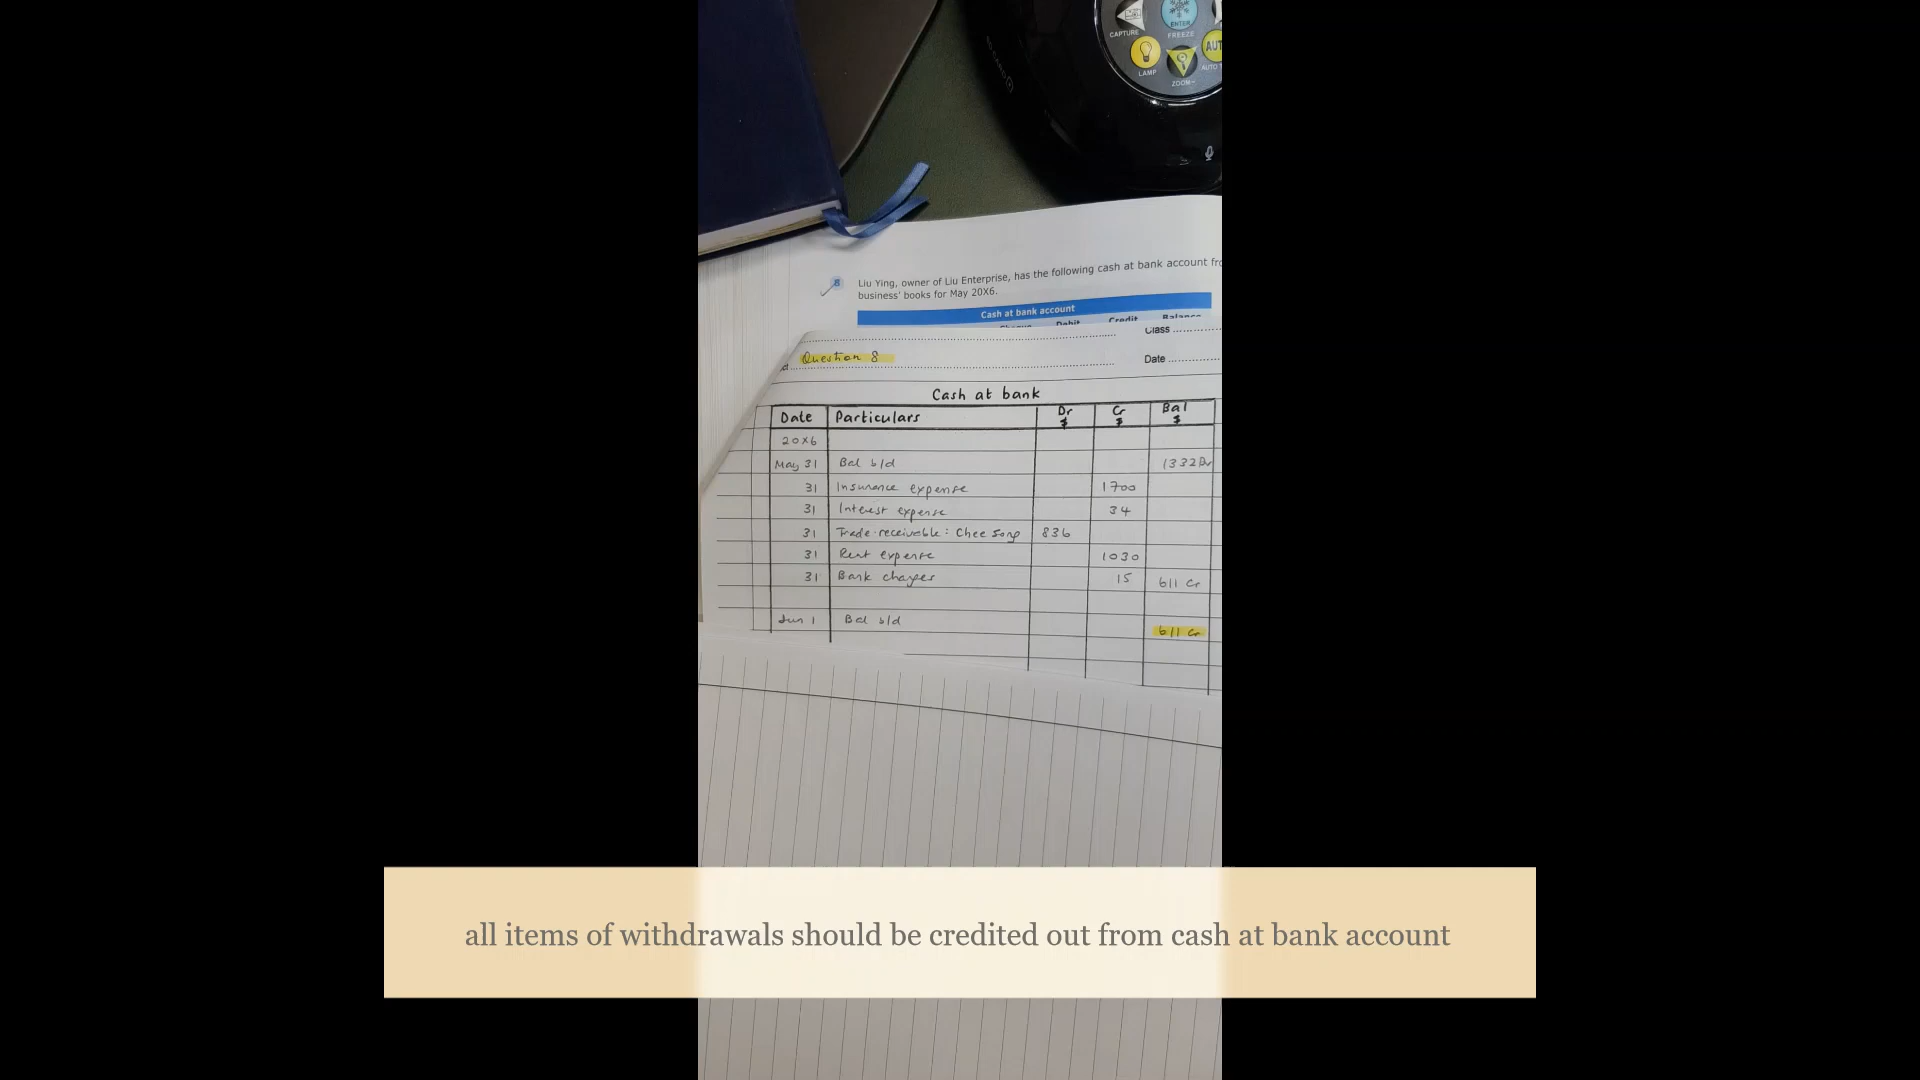 CAPTURE
ENTER
FREEZE
LAMP
ZOOM-
AUT
AUTO
8 Liu Ying, owner of Liu Enterprise, has the following cash at bank account fro
business' books for May 20X6.
Cash at bank account
Debit Credit Balance
Class
Question 8
Date
Cash at bank
Date Particulars Dr $ Cr $ Bal $
20X6
May 31 Bal b/d 1332 Dr
31 Insurance expense 1700
31 Interest expense 34
31 Trade receivable: Chee Song 836
31 Rent expense 1030
31 Bank charges 15 611 Cr
Jun 1 Bal b/d 611 Cr
all items of withdrawals should be credited out from cash at bank account